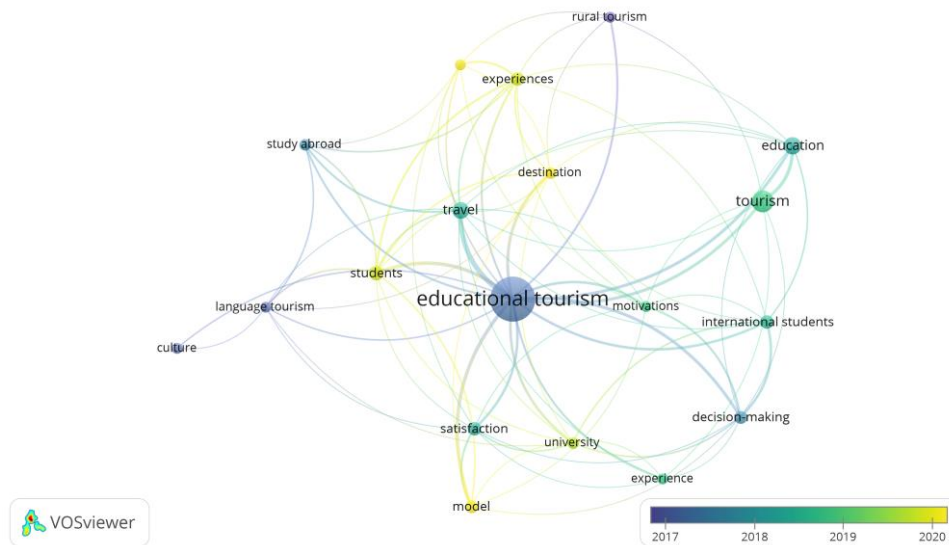 rural tourism
experiences
study abroad
education
destination
tourism
travel
students
educational tourism
motivations
language tourism
international students
culture
decision-making
satisfaction
university
experience
model
VOSviewer
2017 2018 2019 2020